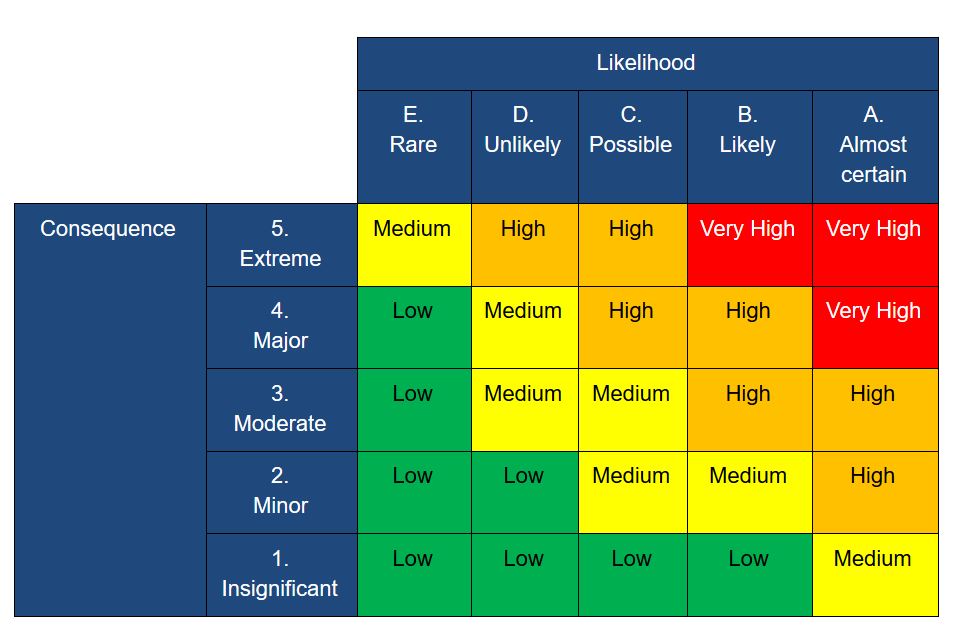 Likelihood
E. D. C. B. A.
Rare Unlikely Possible Likely Almost
certain
Consequence 5. Medium High High Very High Very High
Extreme
4. Low Medium High High Very High
Major
3. Low Medium Medium High High
Moderate
2. Low Low Medium Medium High
Minor
1. Low Low Low Low Medium
Insignificant